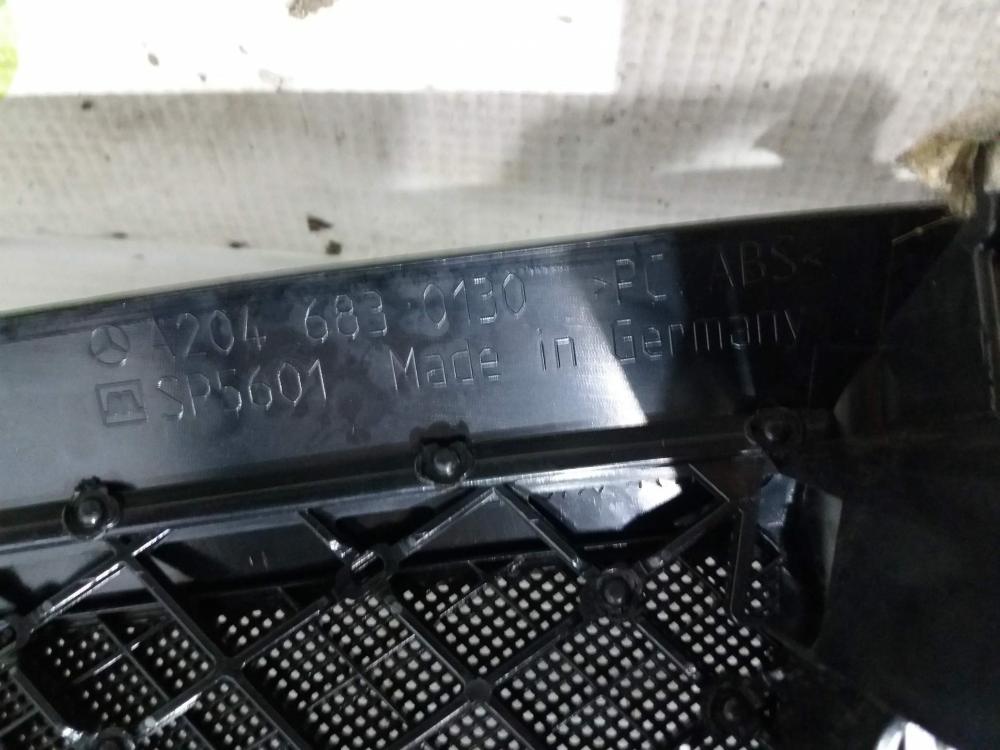 A204 683 0130 >PC ABS<
SP5601 Made in Germany